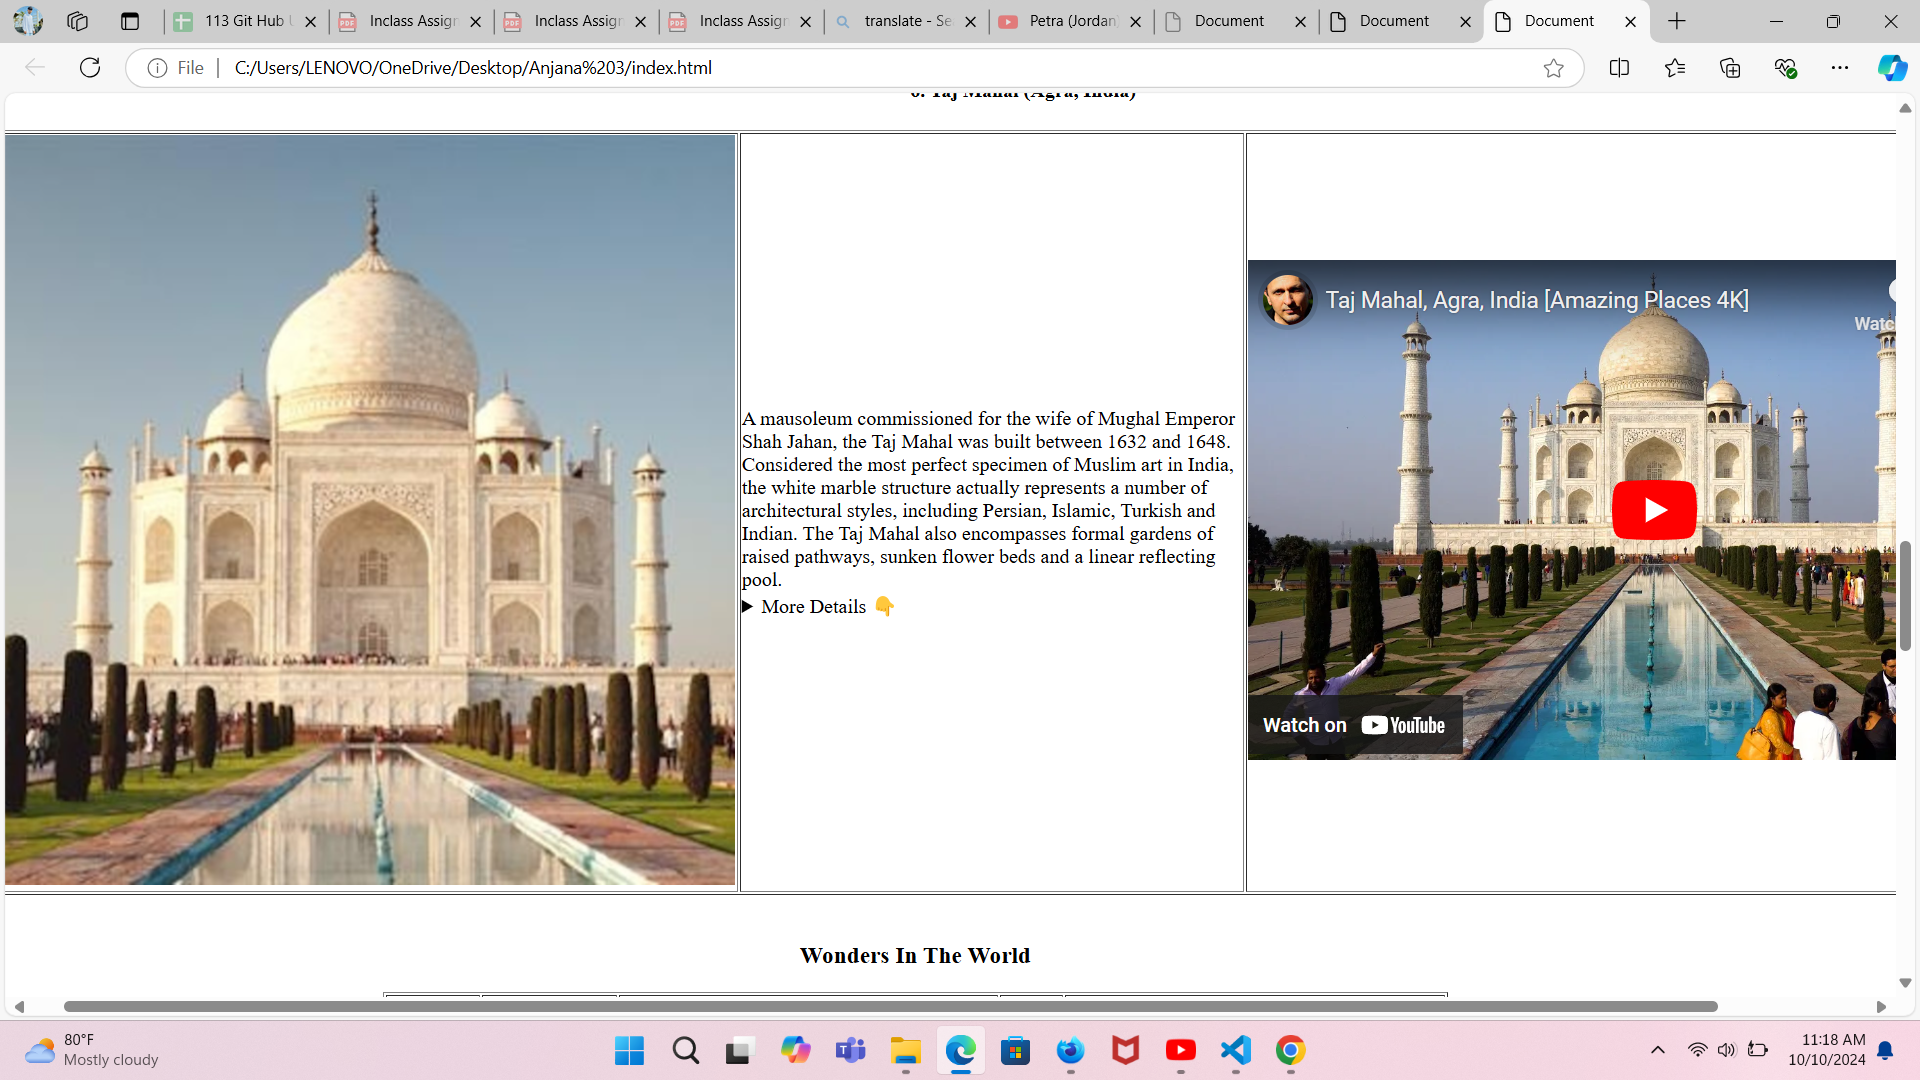 113 Git Hub
Inclass Assign
Inclass Assign
Inclass Assign
translate - Se
Petra (Jordan)
Document
Document
Document
File
C:/Users/LENOVO/OneDrive/Desktop/Anjana%203/index.html
6. Taj Mahal (Agra, India)
A mausoleum commissioned for the wife of Mughal Emperor
Shah Jahan, the Taj Mahal was built between 1632 and 1648.
Considered the most perfect specimen of Muslim art in India,
the white marble structure actually represents a number of
architectural styles, including Persian, Islamic, Turkish and
Indian. The Taj Mahal also encompasses formal gardens of
raised pathways, sunken flower beds and a linear reflecting
pool.
▶ More Details 👇
Taj Mahal, Agra, India [Amazing Places 4K]
Watch
Watch on YouTube
Wonders In The World
80°F
Mostly cloudy
11:18 AM
10/10/2024